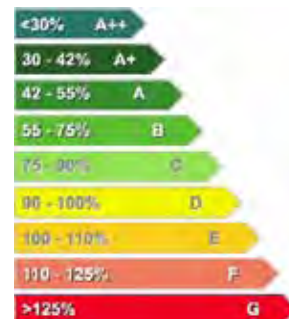 <30% A++
30 - 42% A+
42 - 55% A
55 - 75% B
75 - 90% C
90 - 100% D
100 - 110% E
110 - 125% F
>125% G